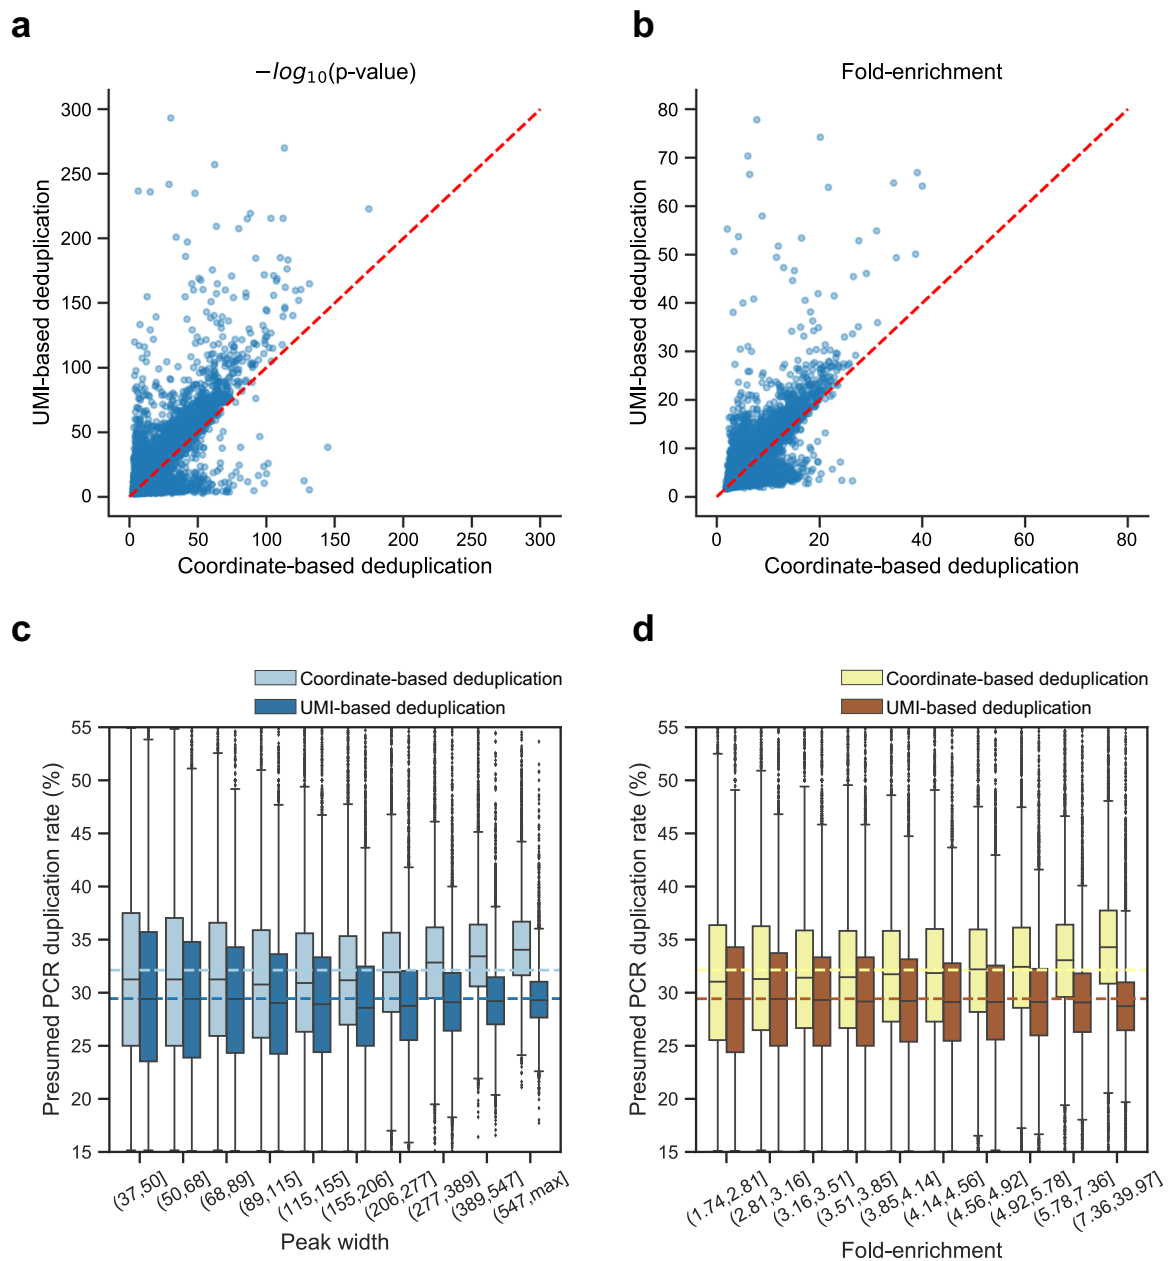 a
b
−log10(p-value)
Fold-enrichment
UMI-based deduplication
300
250
200
150
100
50
0
0 50 100 150 200 250 300
Coordinate-based deduplication
UMI-based deduplication
80
70
60
50
40
30
20
10
0
0 20 40 60 80
Coordinate-based deduplication
c
d
Coordinate-based deduplication
UMI-based deduplication
Presumed PCR duplication rate (%)
55
50
45
40
35
30
25
20
15
(37,50] (50,68] (68,89] (89,115] (115,155] (155,206] (206,277] (277,389] (389,547] (547,max]
Peak width
Coordinate-based deduplication
UMI-based deduplication
Presumed PCR duplication rate (%)
55
50
45
40
35
30
25
20
15
(1.74,2.81] (2.81,3.16] (3.16,3.51] (3.51,3.85] (3.85,4.14] (4.14,4.56] (4.56,4.92] (4.92,5.78] (5.78,7.36] (7.36,39.97]
Fold-enrichment